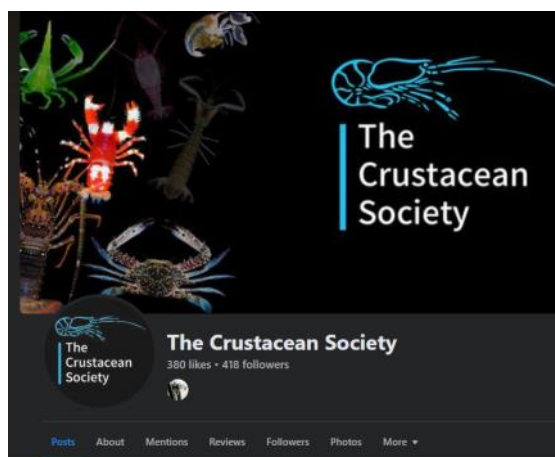 The
Crustacean
Society
The
Crustacean
Society
The Crustacean Society
380 likes • 418 followers
Posts About Mentions Reviews Followers Photos More